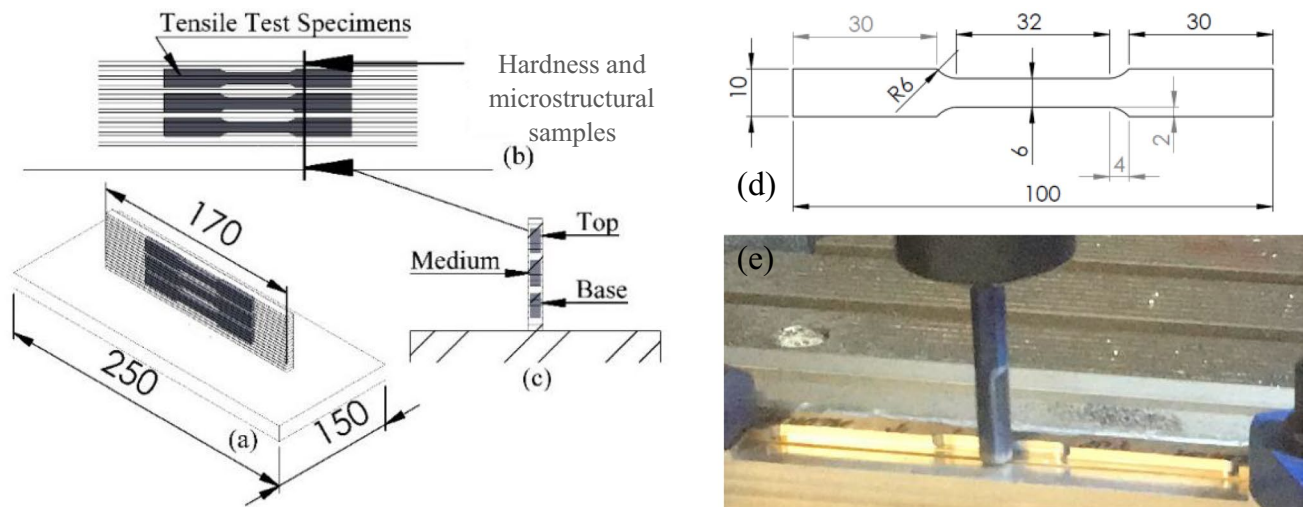 Tensile Test Specimens
Hardness and
microstructural
samples
(b)
170
250
150
(a)
Top
Medium
Base
(c)
30
32
30
10
R6
6
2
4
100
(d)
(e)